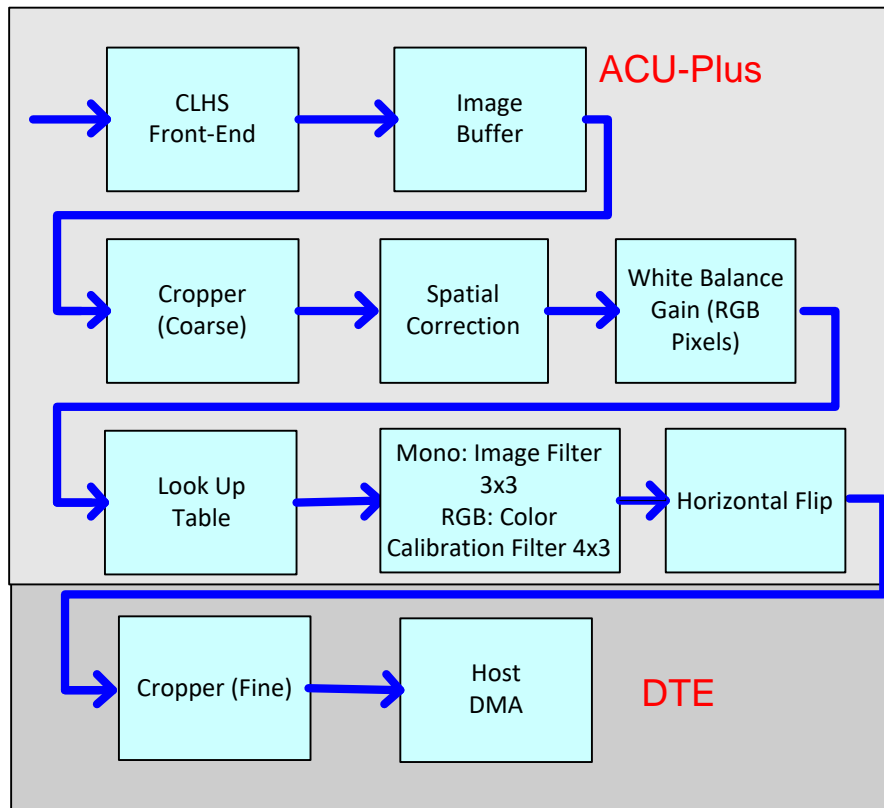 ACU-Plus
CLHS
Front-End
Image
Buffer
Cropper
(Coarse)
Spatial
Correction
White Balance
Gain (RGB
Pixels)
Look Up
Table
Mono: Image Filter
3x3
RGB: Color
Calibration Filter 4x3
Horizontal Flip
Cropper (Fine)
Host
DMA
DTE